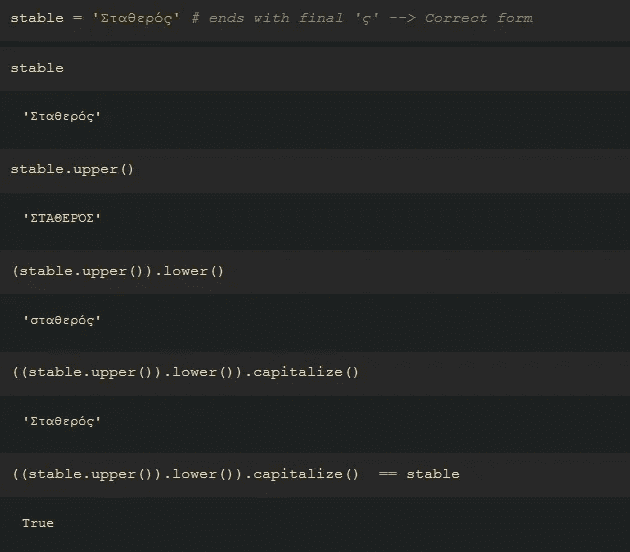 stable = 'Σταθερός' # ends with final 'ς' --> Correct form
stable
'Σταθερός'
stable.upper()
'ΣΤΑΘΕΡΌΣ'
(stable.upper()).lower()
'σταθερός'
((stable.upper()).lower()).capitalize()
'Σταθερός'
((stable.upper()).lower()).capitalize()  == stable
True